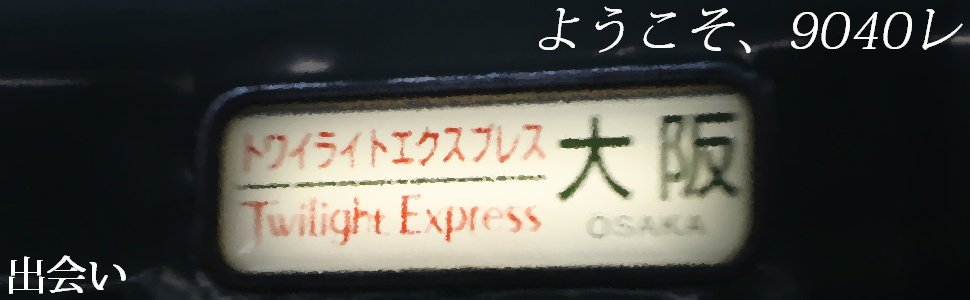 ようこそ、9040レ
トワイライトエクスプレス
Twilight Express
大阪
OSAKA
出会い